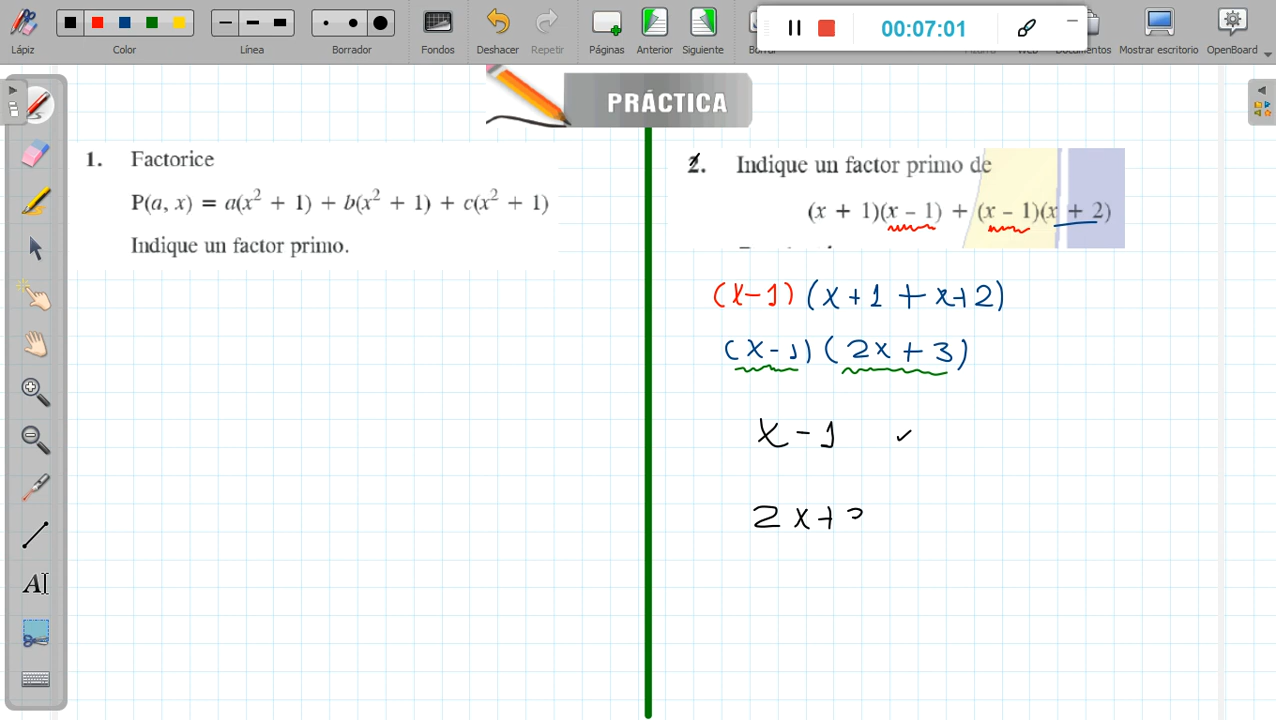 Lápiz Color Línea Borrador Fondos Deshacer Repetir Páginas Anterior Siguiente Mostrar escritorio OpenBoard
00:07:01
PRÁCTICA
1. Factorice
P(a, x) = a(x² + 1) + b(x² + 1) + c(x² + 1)
Indique un factor primo.
2. Indique un factor primo de
(x + 1)(x – 1) + (x – 1)(x + 2)
(x-1) (x+1 + x+2)
(x-1) (2x + 3)
x-1 ✓
2x+